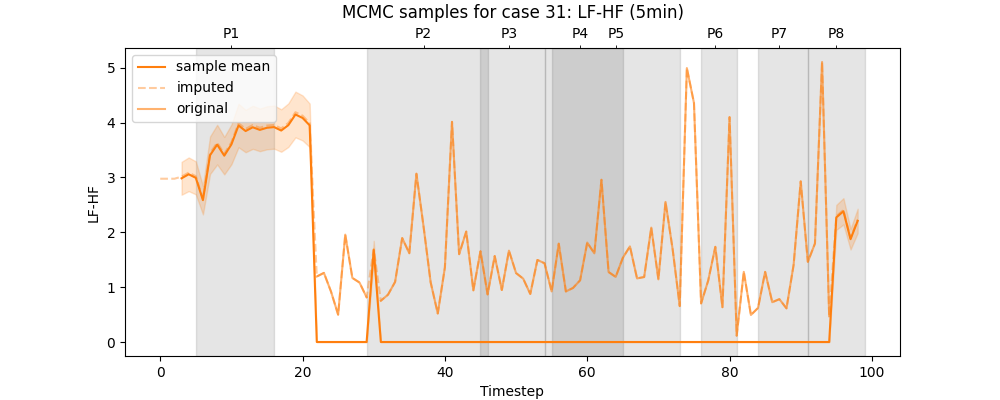 MCMC samples for case 31: LF-HF (5min)
P1 P2 P3 P4 P5 P6 P7 P8
sample mean
imputed
original
5
4
3
2
1
0
LF-HF
0 20 40 60 80 100
Timestep